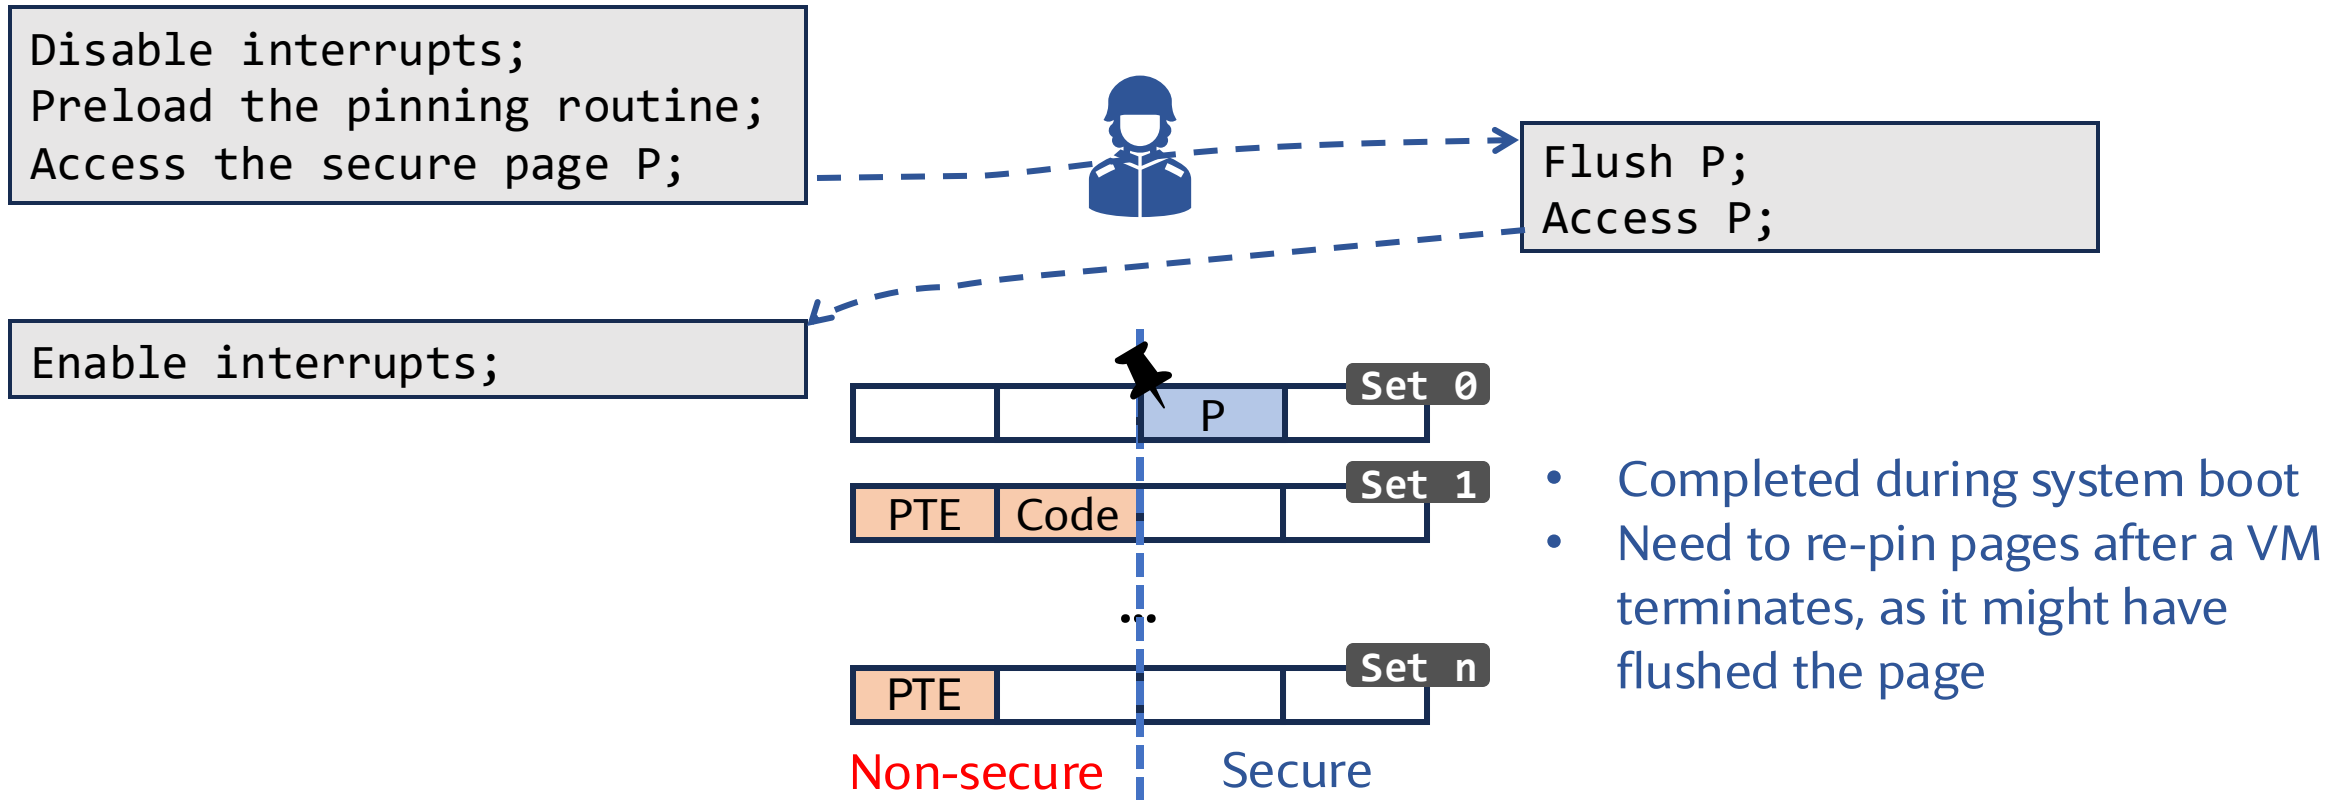 Disable interrupts;
Preload the pinning routine;
Access the secure page P;
Flush P;
Access P;
Enable interrupts;
Set 0
P
Set 1
PTE
Code
...
Set n
PTE
Non-secure
Secure
• Completed during system boot
• Need to re-pin pages after a VM
terminates, as it might have
flushed the page